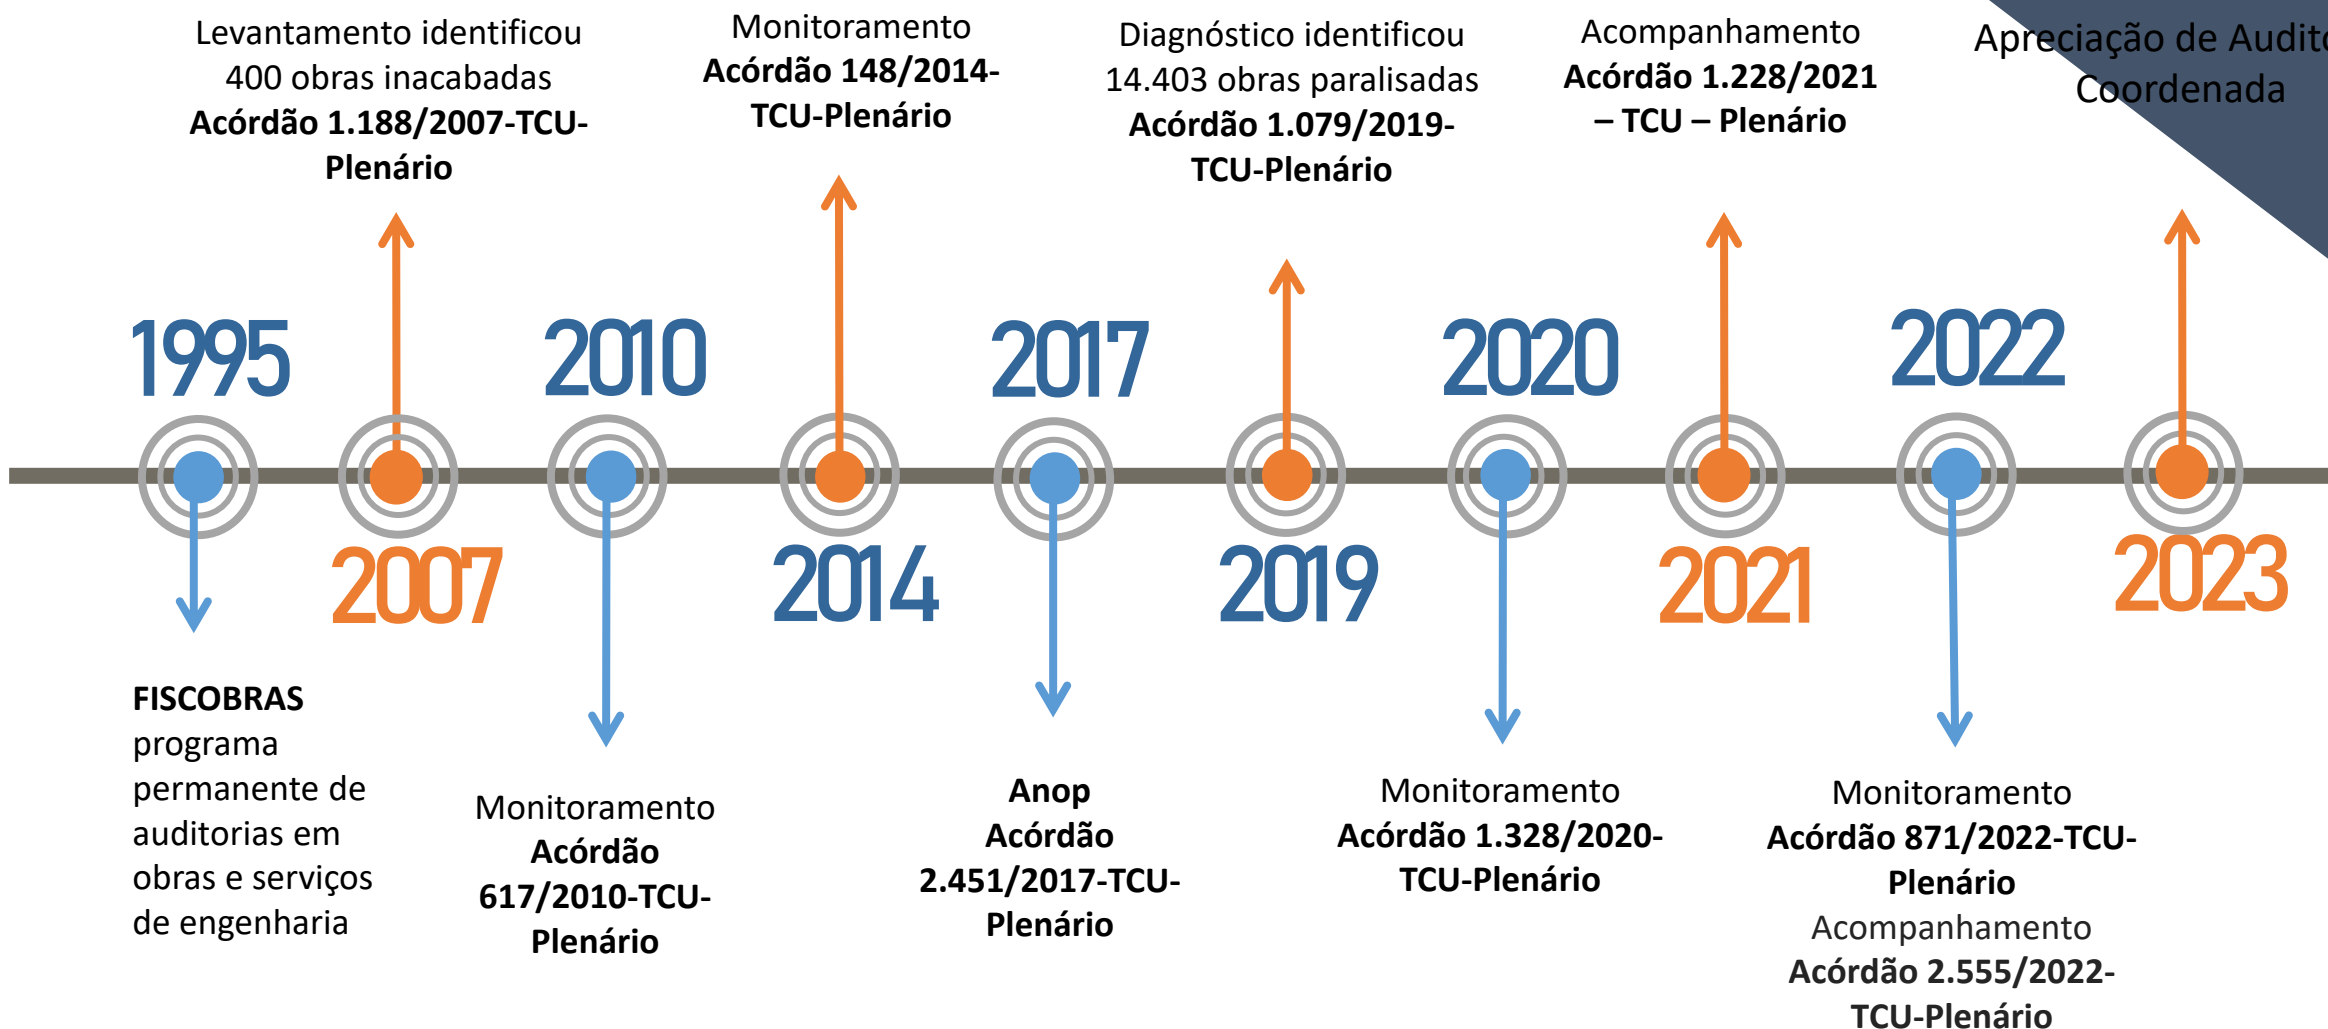 Levantamento identificou
400 obras inacabadas
Acórdão 1.188/2007-TCU-
Plenário
Monitoramento
Acórdão 148/2014-
TCU-Plenário
Diagnóstico identificou
14.403 obras paralisadas
Acórdão 1.079/2019-
TCU-Plenário
Acompanhamento
Acórdão 1.228/2021
– TCU – Plenário
Apreciação de
Coordenada
1995
2010
2017
2020
2022
2007
2014
2019
2021
2023
FISCOBRAS
programa
permanente de
auditorias em
obras e serviços
de engenharia
Monitoramento
Acórdão
617/2010-TCU-
Plenário
Anop
Acórdão
2.451/2017-TCU-
Plenário
Monitoramento
Acórdão 1.328/2020-
TCU-Plenário
Monitoramento
Acórdão 871/2022-TCU-
Plenário
Acompanhamento
Acórdão 2.555/2022-
TCU-Plenário